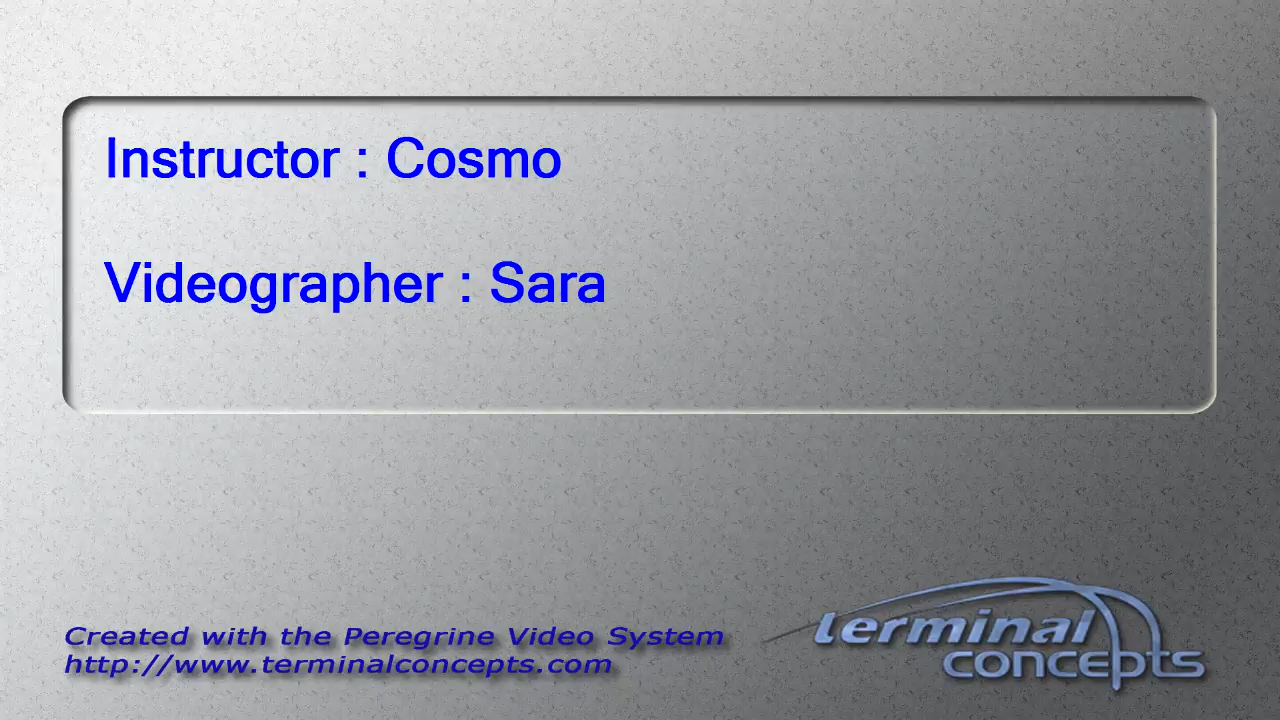 Instructor : Cosmo
Videographer : Sara
Created with the Peregrine Video System
http://www.terminalconcepts.com
terminal
concepts